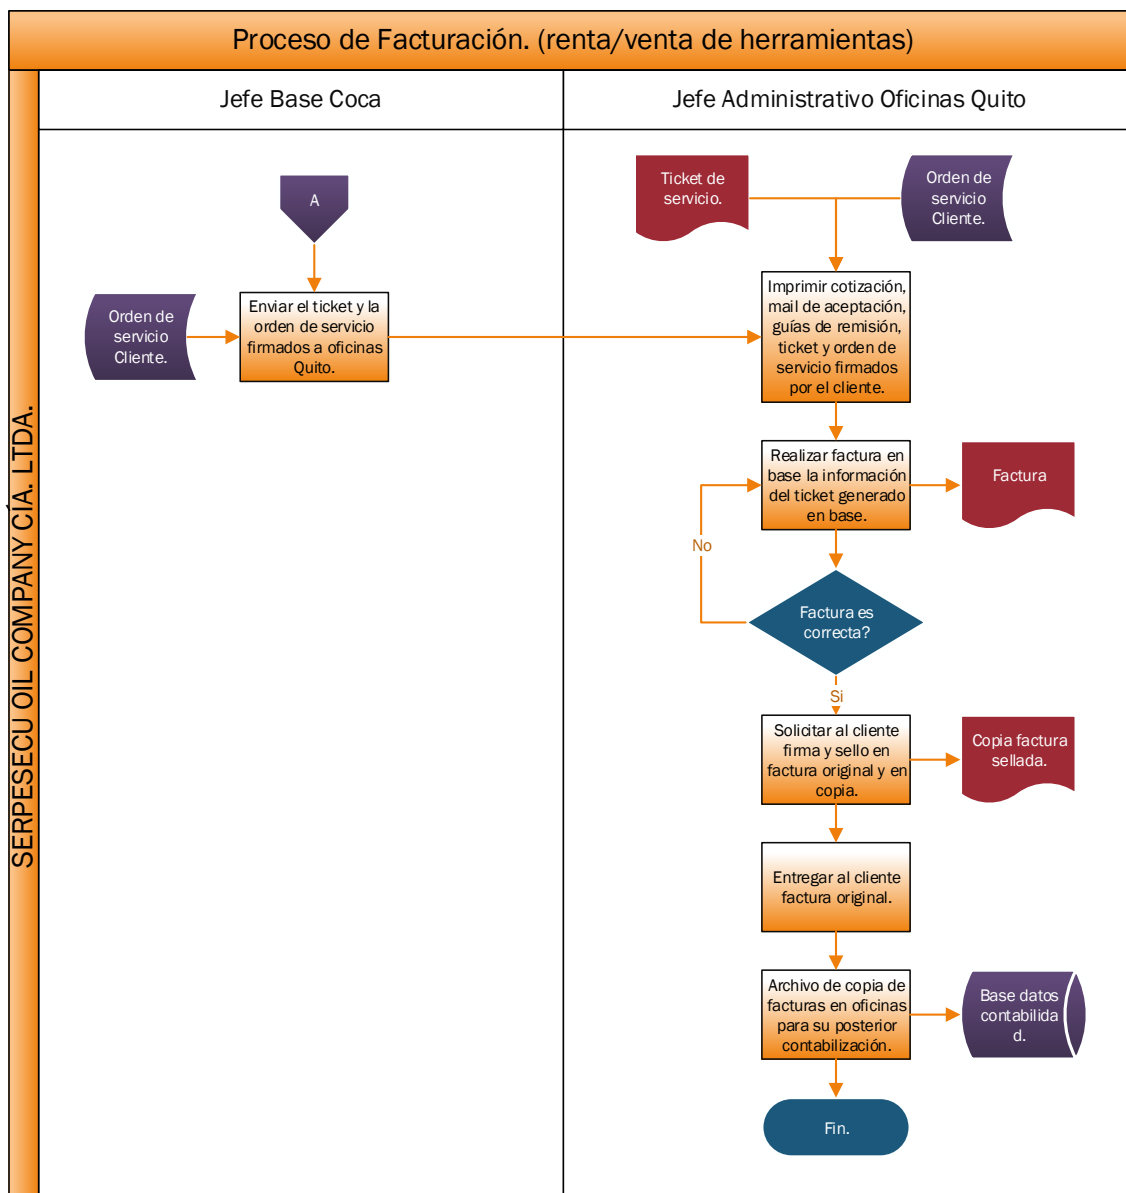 Proceso de Facturación. (renta/venta de herramientas)
SERPESECU OIL COMPANY CÍA. LTDA.
Jefe Base Coca
Jefe Administrativo Oficinas Quito
A
Orden de
servicio
Cliente.
Enviar el ticket y la
orden de servicio
firmados a oficinas
Quito.
Ticket de
servicio.
Orden de
servicio
Cliente.
Imprimir cotización,
mail de aceptación,
guías de remisión,
ticket y orden de
servicio firmados
por el cliente.
Realizar factura en
base la información
del ticket generado
en base.
Factura
No
Factura es
correcta?
Si
Solicitar al cliente
firma y sello en
factura original y en
copia.
Copia factura
sellada.
Entregar al cliente
factura original.
Archivo de copia de
facturas en oficinas
para su posterior
contabilización.
Base datos
contabilida
d.
Fin.